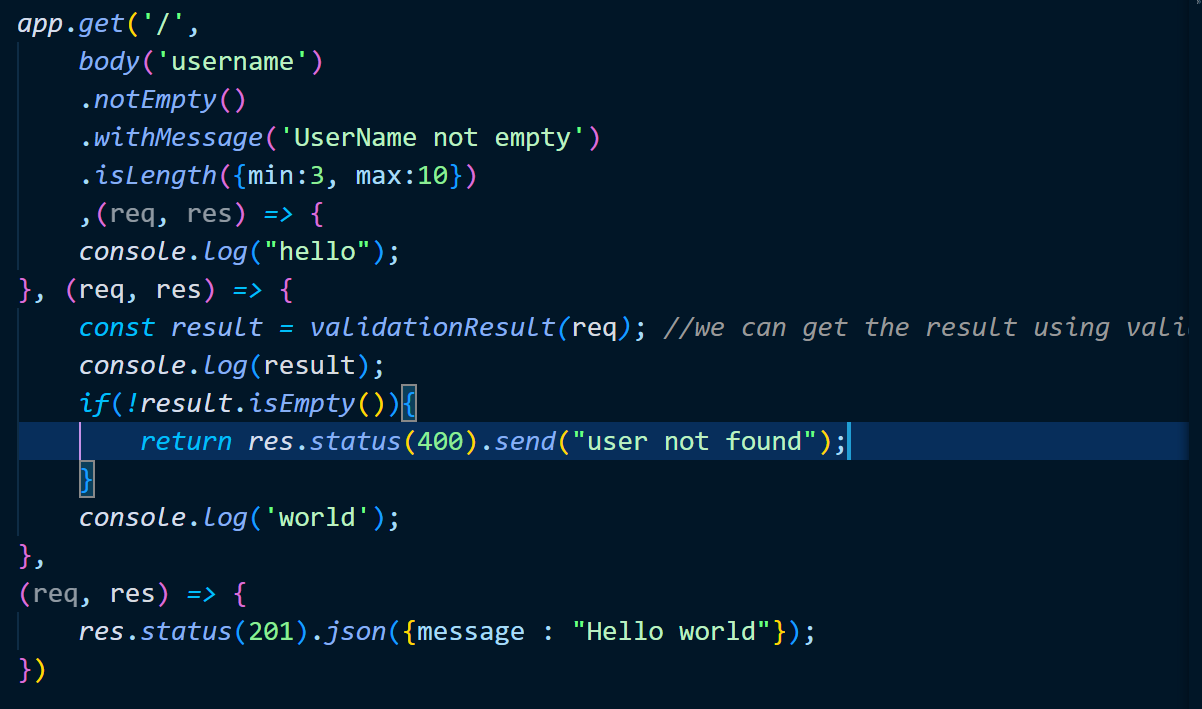 app.get('/',
    body('username')
    .notEmpty()
    .withMessage('UserName not empty')
    .isLength({min:3, max:10})
    ,(req, res) => {
    console.log("hello");
}, (req, res) => {
    const result = validationResult(req); //we can get the result using
    console.log(result);
    if(!result.isEmpty()){
        return res.status(400).send("user not found");
    }
    console.log('world');
},
(req, res) => {
    res.status(201).json({message : "Hello world"});
})